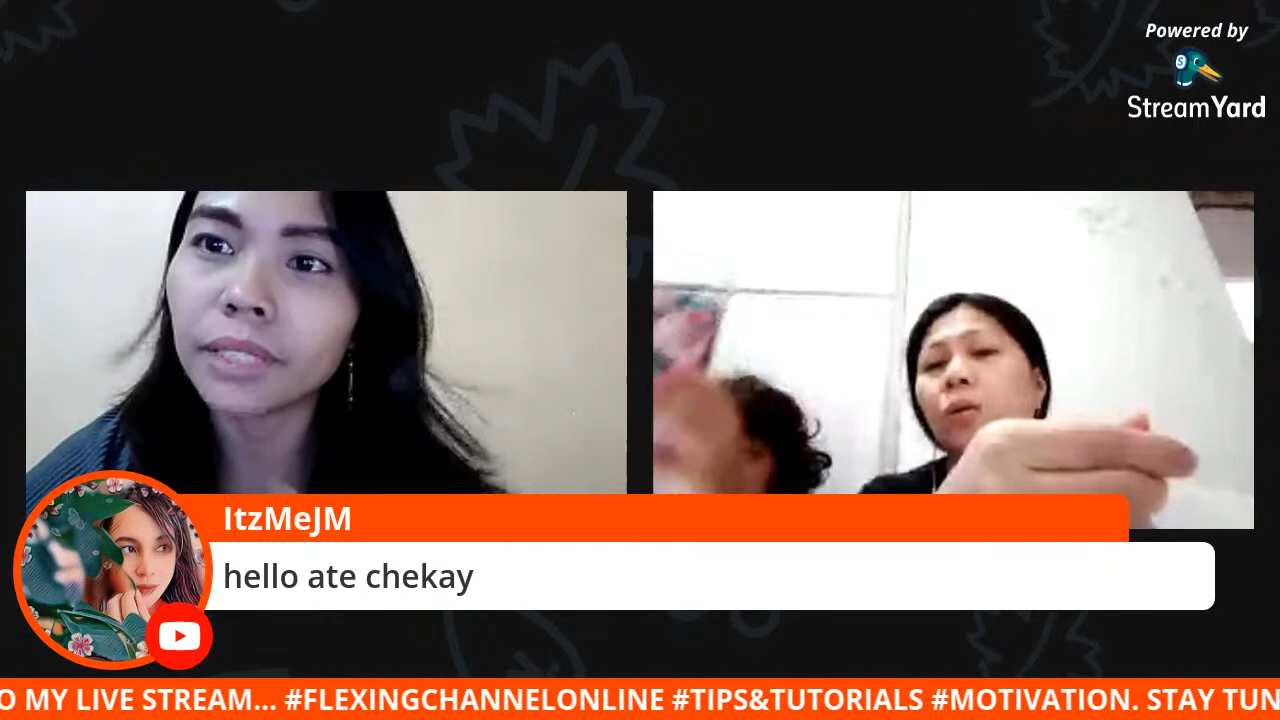 Powered by
StreamYard
ItzMeJM
hello ate chekay
O MY LIVE STREAM... #FLEXINGCHANNELONLINE #TIPS&TUTORIALS #MOTIVATION. STAY TUN